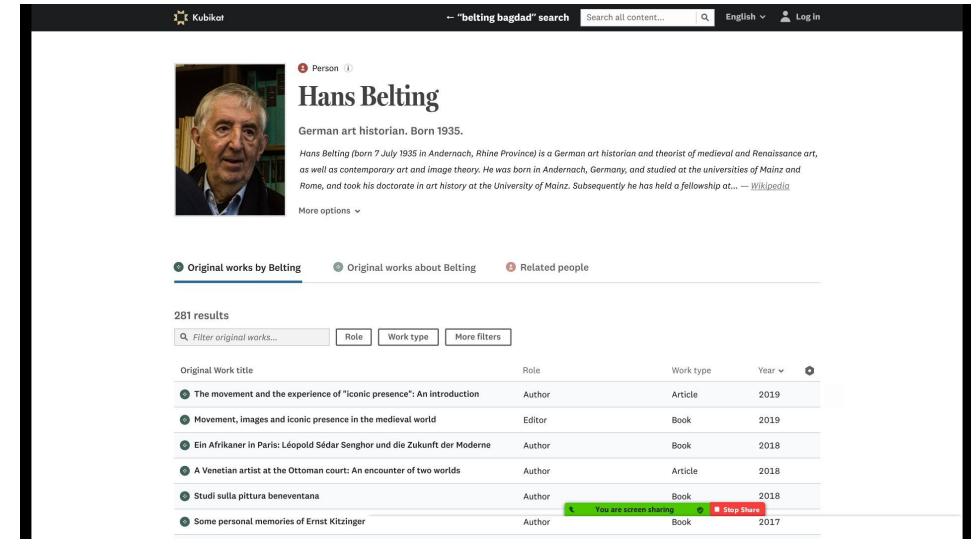 Kubikat
← "belting bagdad" search
Search all content...
English
Log in
Person
Hans Belting
German art historian. Born 1935.
Hans Belting (born 7 July 1935 in Andernach, Rhine Province) is a German art historian and theorist of medieval and Renaissance art,
as well as contemporary art and image theory. He was born in Andernach, Germany, and studied at the universities of Mainz and
Rome, and took his doctorate in art history at the University of Mainz. Subsequently he has held a fellowship at... — Wikipedia
More options
Original works by Belting
Original works about Belting
Related people
281 results
Filter original works...
Role
Work type
More filters
Original Work title Role Work type Year
The movement and the experience of "iconic presence": An introduction Author Article 2019
Movement, images and iconic presence in the medieval world Editor Book 2019
Ein Afrikaner in Paris: Léopold Sédar Senghor und die Zukunft der Moderne Author Book 2018
A Venetian artist at the Ottoman court: An encounter of two worlds Author Article 2018
Studi sulla pittura beneventana Author Book 2018
You are screen sharing Stop Share
Some personal memories of Ernst Kitzinger Author Book 2017